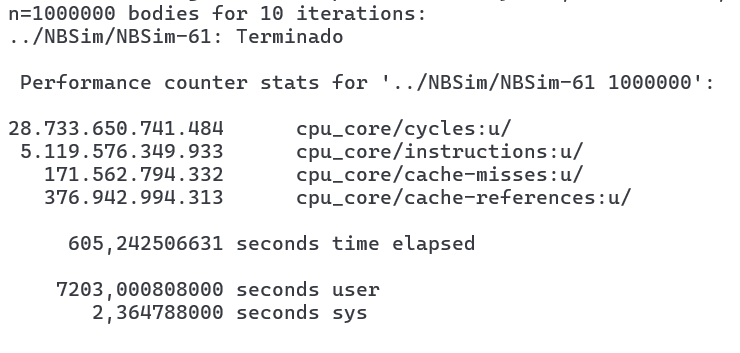 n=1000000 bodies for 10 iterations:
../NBSim/NBSim-61: Terminado
Performance counter stats for '../NBSim/NBSim-61 1000000':
28.733.650.741.484 cpu_core/cycles:u/
5.119.576.349.933 cpu_core/instructions:u/
171.562.794.332 cpu_core/cache-misses:u/
376.942.994.313 cpu_core/cache-references:u/
605,242506631 seconds time elapsed
7203,000808000 seconds user
2,364788000 seconds sys